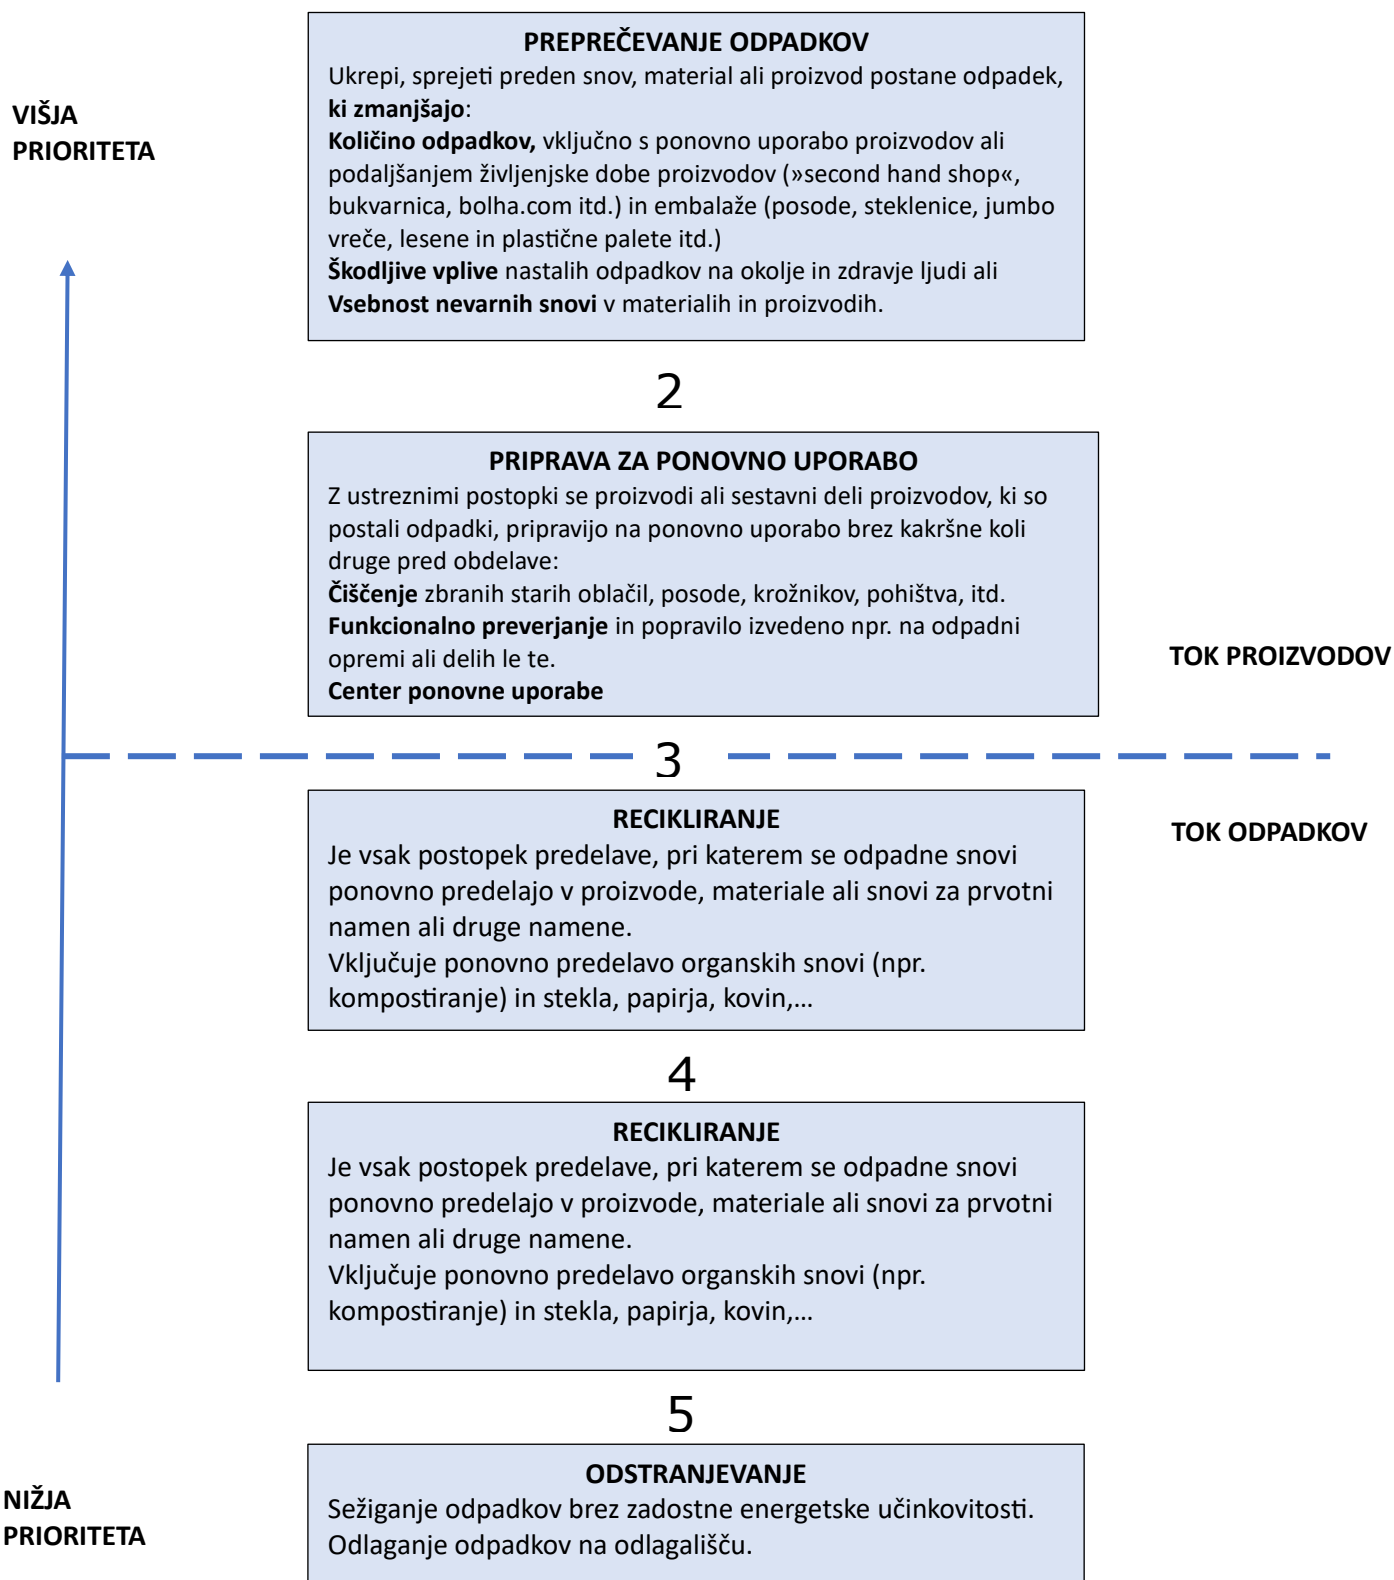 PREPREČEVANJE ODPADKOV
Ukrepi, sprejeti preden snov, material ali proizvod postane odpadek,
ki zmanjšajo:
Količino odpadkov, vključno s ponovno uporabo proizvodov ali
podaljšanjem življenjske dobe proizvodov (»second hand shop«,
bukvarnica, bolha.com itd.) in embalaže (posode, steklenice, jumbo
vreče, lesene in plastične palete itd.)
Škodljive vplive nastalih odpadkov na okolje in zdravje ljudi ali
Vsebnost nevarnih snovi v materialih in proizvodih.
VIŠJA
PRIORITETA
2
PRIPRAVA ZA PONOVNO UPORABO
Z ustreznimi postopki se proizvodi ali sestavni deli proizvodov, ki so
postali odpadki, pripravijo na ponovno uporabo brez kakršne koli
druge pred obdelave:
Čiščenje zbranih starih oblačil, posode, krožnikov, pohištva, itd.
Funkcionalno preverjanje in popravilo izvedeno npr. na odpadni
opremi ali delih le te.
Center ponovne uporabe
TOK PROIZVODOV
3
TOK ODPADKOV
RECIKLIRANJE
Je vsak postopek predelave, pri katerem se odpadne snovi
ponovno predelajo v proizvode, materiale ali snovi za prvotni
namen ali druge namene.
Vključuje ponovno predelavo organskih snovi (npr.
kompostiranje) in stekla, papirja, kovin,…
4
RECIKLIRANJE
Je vsak postopek predelave, pri katerem se odpadne snovi
ponovno predelajo v proizvode, materiale ali snovi za prvotni
namen ali druge namene.
Vključuje ponovno predelavo organskih snovi (npr.
kompostiranje) in stekla, papirja, kovin,…
5
ODSTRANJEVANJE
Sežiganje odpadkov brez zadostne energetske učinkovitosti.
Odlaganje odpadkov na odlagališču.
NIŽJA
PRIORITETA